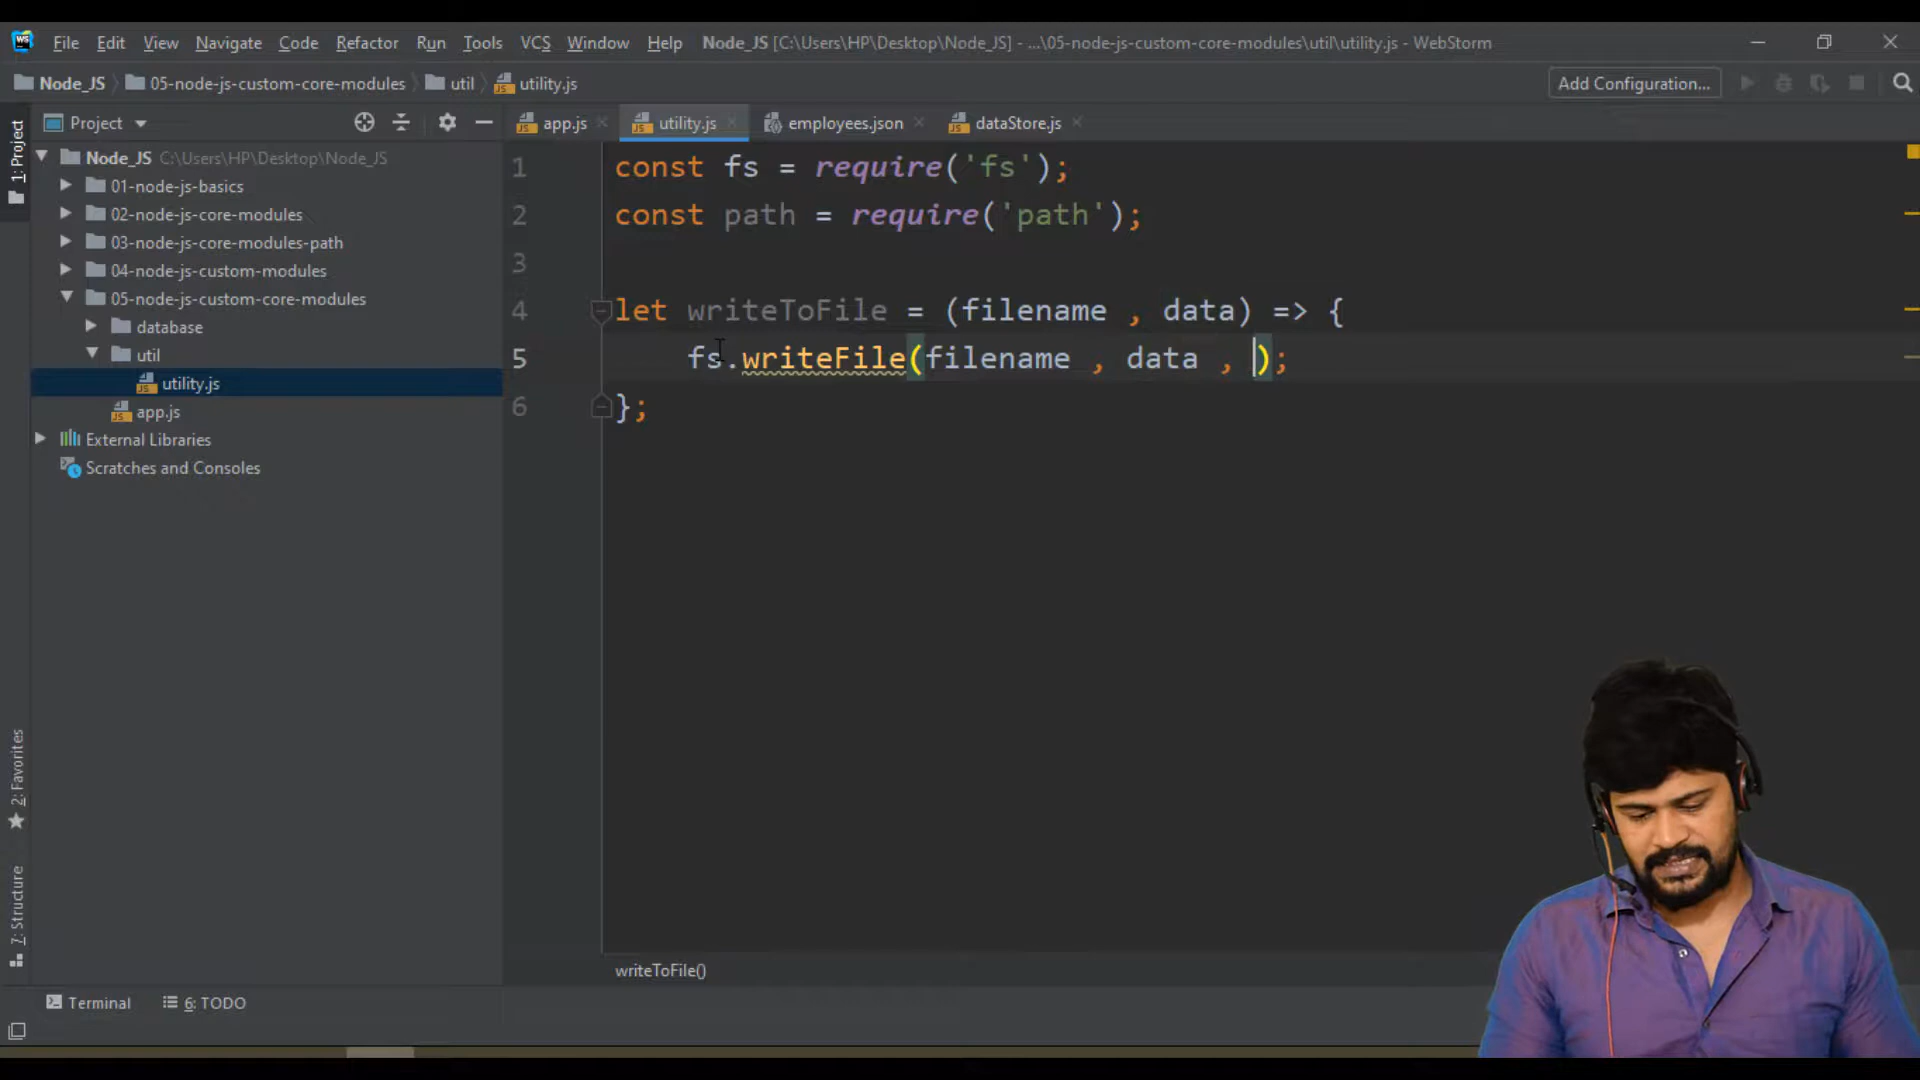 File Edit View Navigate Code Refactor Run Tools VCS Window Help Node_JS [C:\Users\HP\Desktop\Node_JS] - ...\05-node-js-custom-core-modules\util\utility.js - WebStorm
Node_JS 05-node-js-custom-core-modules util utility.js Add Configuration...
Project app.js utility.js employees.json dataStore.js
1: Project
Node_JS C:\Users\HP\Desktop\Node_JS
01-node-js-basics
02-node-js-core-modules
03-node-js-core-modules-path
04-node-js-custom-modules
05-node-js-custom-core-modules
database
util
utility.js
app.js
External Libraries
Scratches and Consoles
1 const fs = require('fs');
2 const path = require('path');
3
4 let writeToFile = (filename , data) => {
5 fs.writeFile(filename , data , );
6 };
2: Favorites
7: Structure
writeToFile()
Terminal 6: TODO